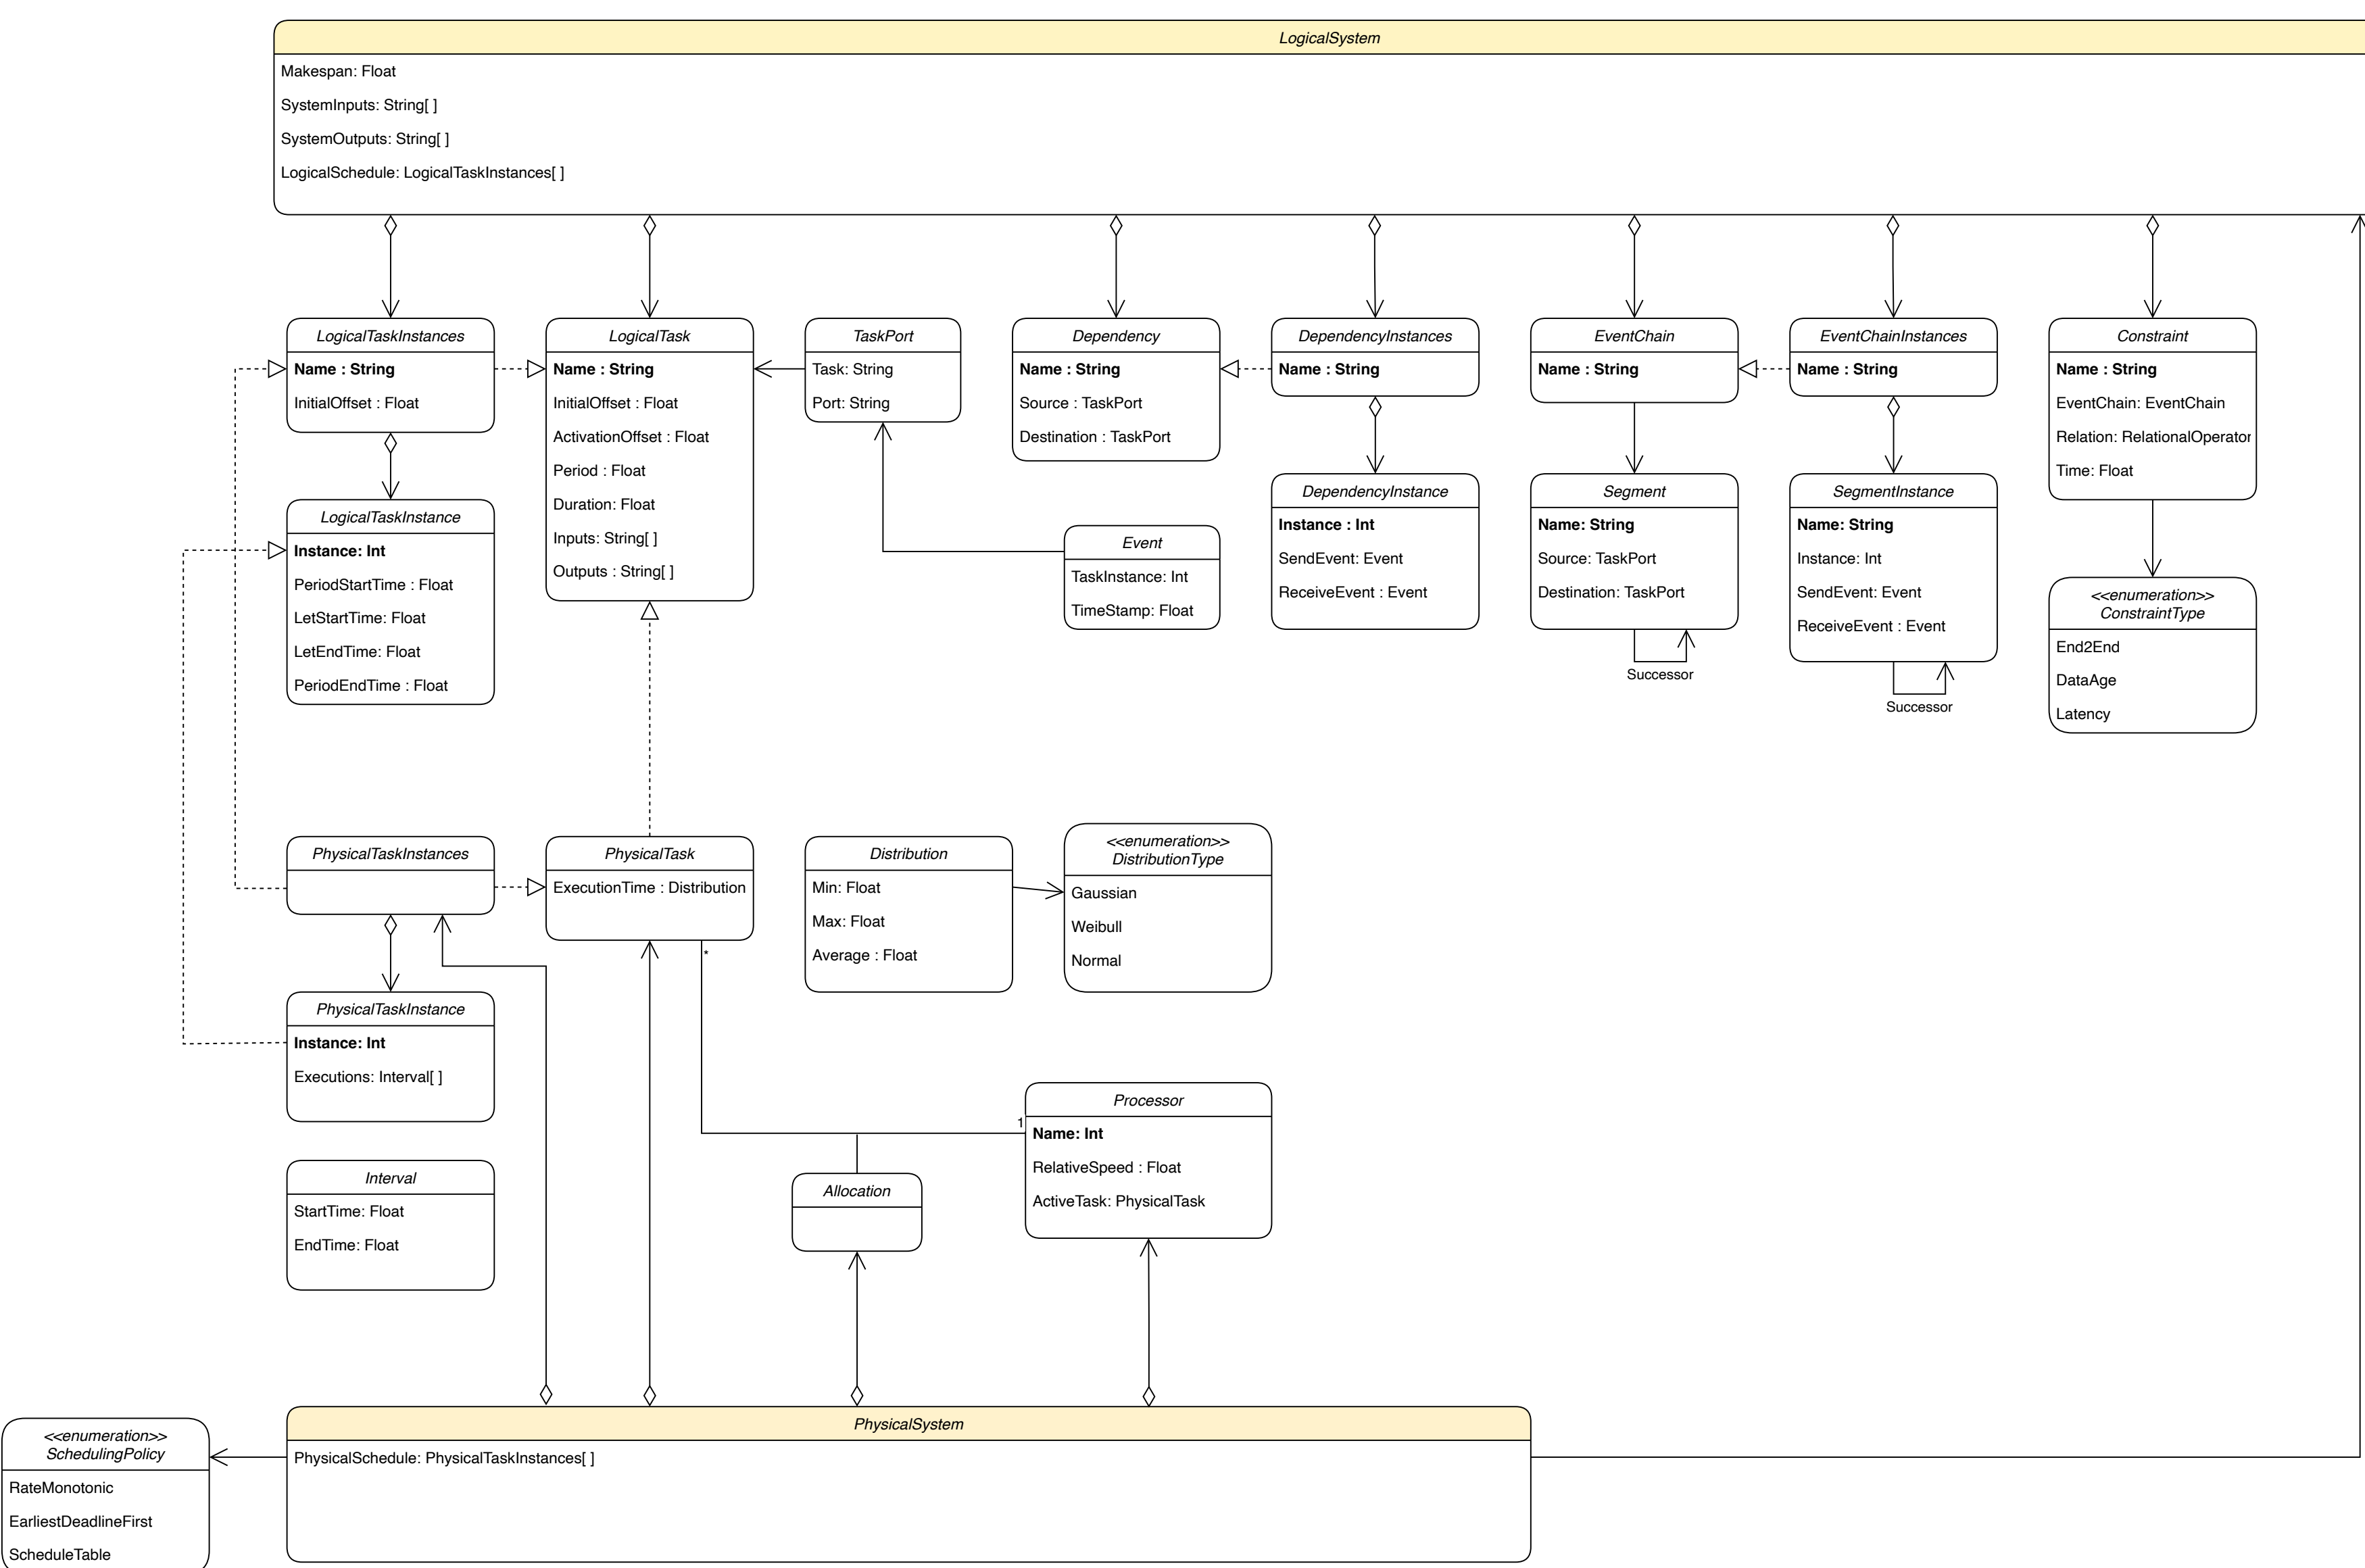 LogicalSystem
Makespan: Float
SystemInputs: String[ ]
SystemOutputs: String[ ]
LogicalSchedule: LogicalTaskInstances[ ]
LogicalTaskInstances
Name : String
InitialOffset : Float
LogicalTask
Name : String
InitialOffset : Float
ActivationOffset : Float
Period : Float
Duration: Float
Inputs: String[ ]
Outputs : String[ ]
TaskPort
Task: String
Port: String
Dependency
Name : String
Source : TaskPort
Destination : TaskPort
DependencyInstances
Name : String
EventChain
Name : String
EventChainInstances
Name : String
Constraint
Name : String
EventChain: EventChain
Relation: RelationalOperator
Time: Float
LogicalTaskInstance
Instance: Int
PeriodStartTime : Float
LetStartTime: Float
LetEndTime: Float
PeriodEndTime : Float
Event
TaskInstance: Int
TimeStamp: Float
DependencyInstance
Instance : Int
SendEvent: Event
ReceiveEvent : Event
Segment
Name: String
Source: TaskPort
Destination: TaskPort
Successor
SegmentInstance
Name: String
Instance: Int
SendEvent: Event
ReceiveEvent : Event
Successor
<<enumeration>>
ConstraintType
End2End
DataAge
Latency
PhysicalTaskInstances
PhysicalTask
ExecutionTime : Distribution
*
Distribution
Min: Float
Max: Float
Average : Float
<<enumeration>>
DistributionType
Gaussian
Weibull
Normal
PhysicalTaskInstance
Instance: Int
Executions: Interval[ ]
Processor
1
Name: Int
RelativeSpeed : Float
ActiveTask: PhysicalTask
Interval
StartTime: Float
EndTime: Float
Allocation
PhysicalSystem
PhysicalSchedule: PhysicalTaskInstances[ ]
<<enumeration>>
SchedulingPolicy
RateMonotonic
EarliestDeadlineFirst
ScheduleTable